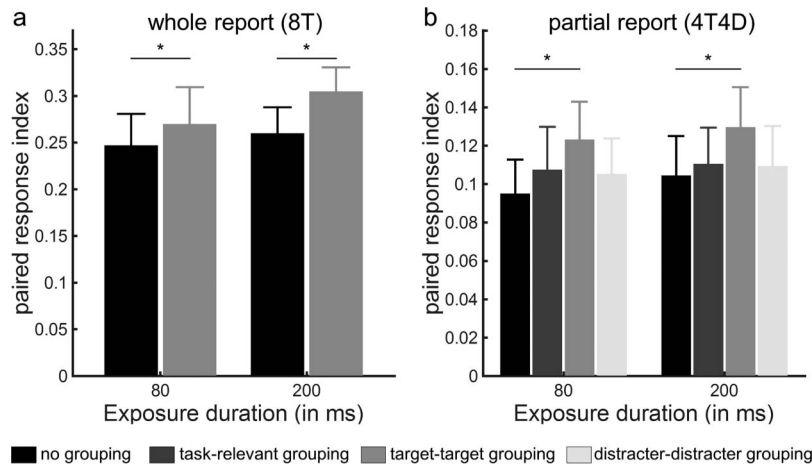 a
whole report (8T)
*
*
paired response index
0.35
0.3
0.25
0.2
0.15
0.1
0.05
0
80
200
Exposure duration (in ms)
b
partial report (4T4D)
*
*
paired response index
0.18
0.16
0.14
0.12
0.1
0.08
0.06
0.04
0.02
0
80
200
Exposure duration (in ms)
no grouping
task-relevant grouping
target-target grouping
distracter-distracter grouping